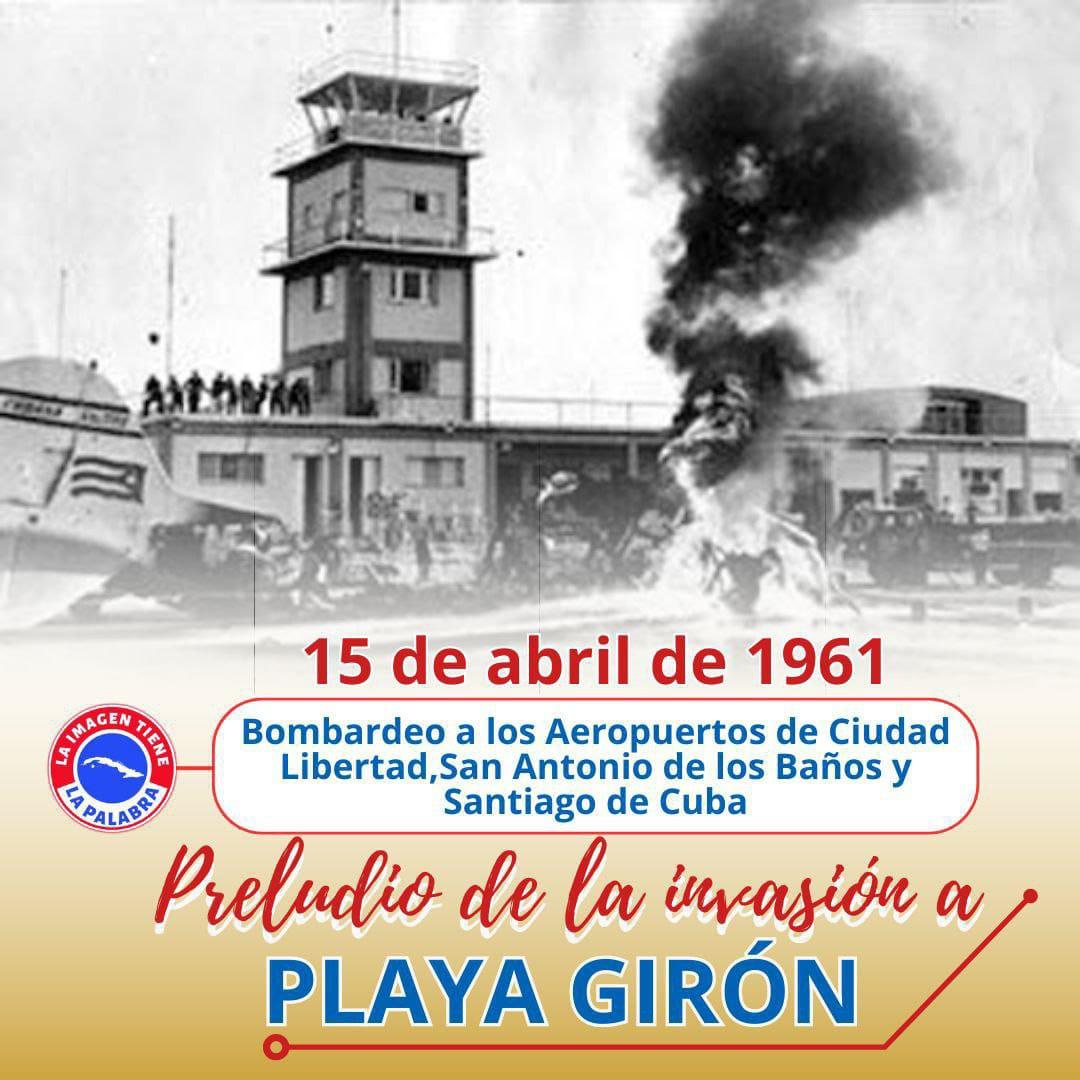 15 de abril de 1961
Bombardeo a los Aeropuertos de Ciudad
Libertad,San Antonio de los Baños y
Santiago de Cuba
LA IMAGEN TIENE
LA PALABRA
Preludio de la invasión a
PLAYA GIRÓN